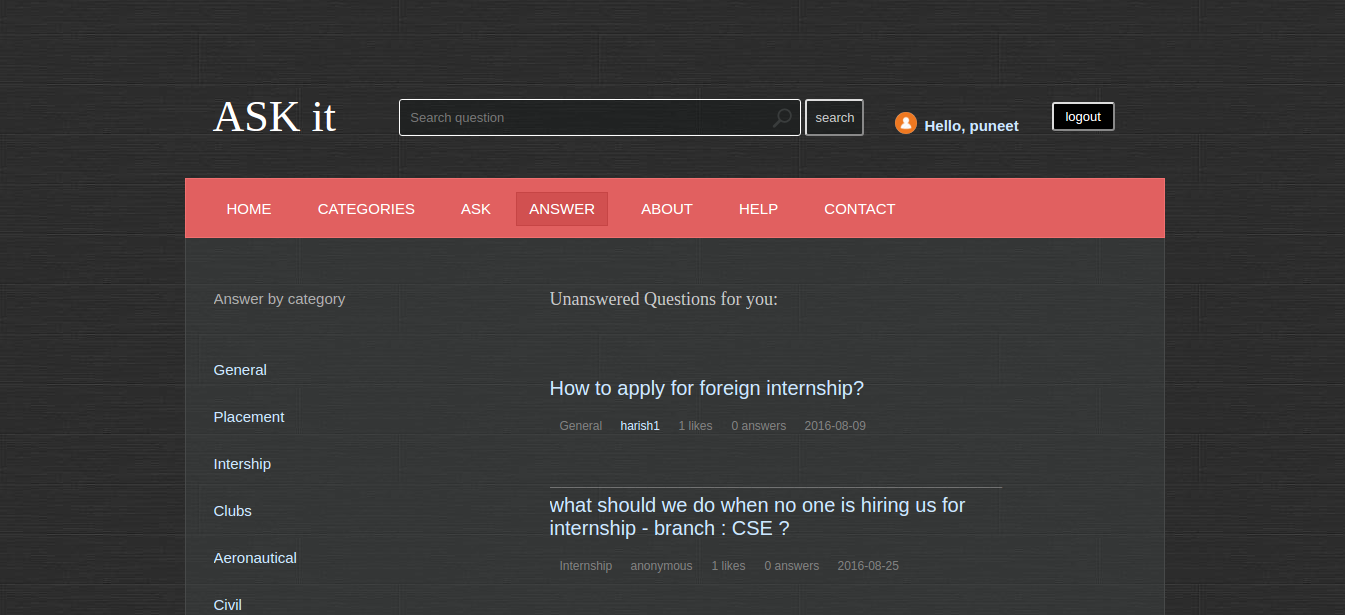 ASK it
Search question
search
Hello, puneet
logout
HOME CATEGORIES ASK ANSWER ABOUT HELP CONTACT
Answer by category
General
Placement
Intership
Clubs
Aeronautical
Civil
Unanswered Questions for you:
How to apply for foreign internship?
General harish1 1 likes 0 answers 2016-08-09
what should we do when no one is hiring us for
internship - branch : CSE ?
Internship anonymous 1 likes 0 answers 2016-08-25